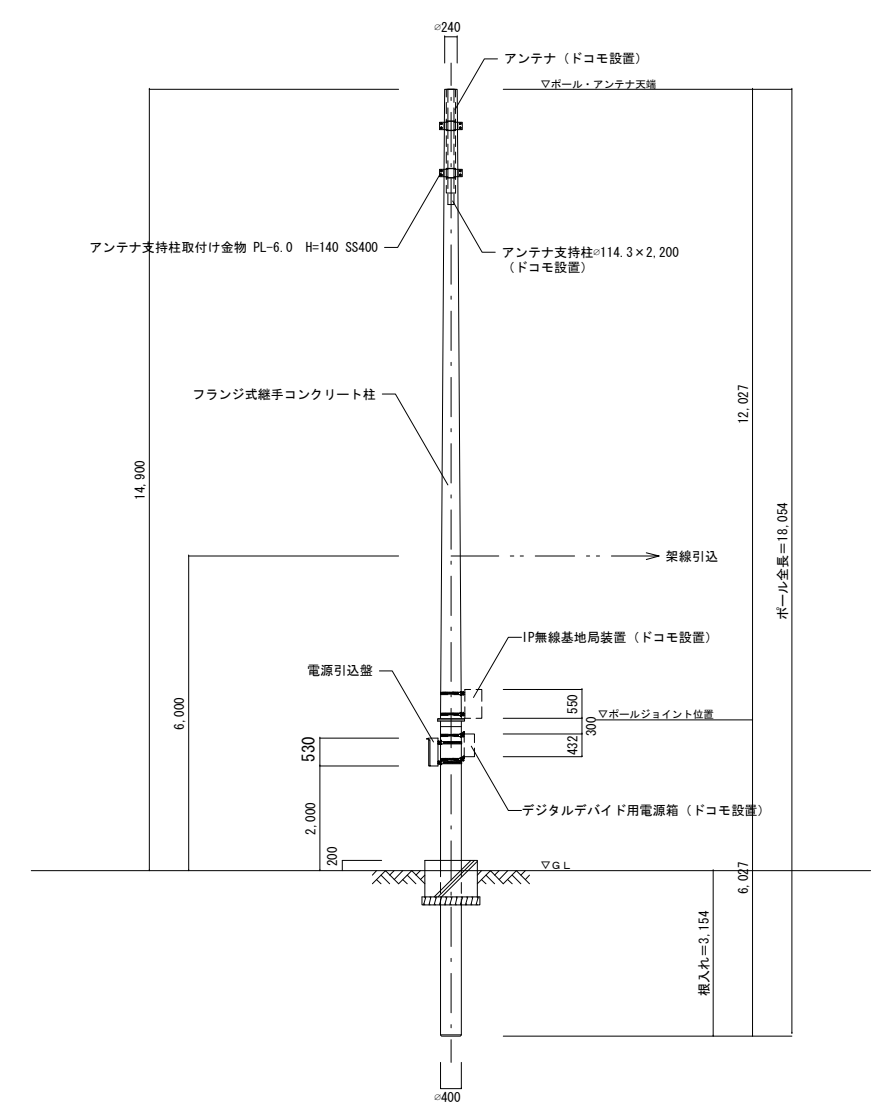 ⌀240
アンテナ（ドコモ設置）
▽ポール・アンテナ天端
アンテナ支持柱取付け金物 PL-6.0 H=140 SS400
アンテナ支持柱⌀114.3×2,200
（ドコモ設置）
フランジ式継手コンクリート柱
12,027
14,900
ポール全長＝18,054
架線引込
IP無線基地局装置（ドコモ設置）
電源引込盤
550
▽ポールジョイント位置
300
6,000
432
530
デジタルデバイド用電源箱（ドコモ設置）
2,000
200
▽ＧＬ
6,027
根入れ＝3,154
⌀400